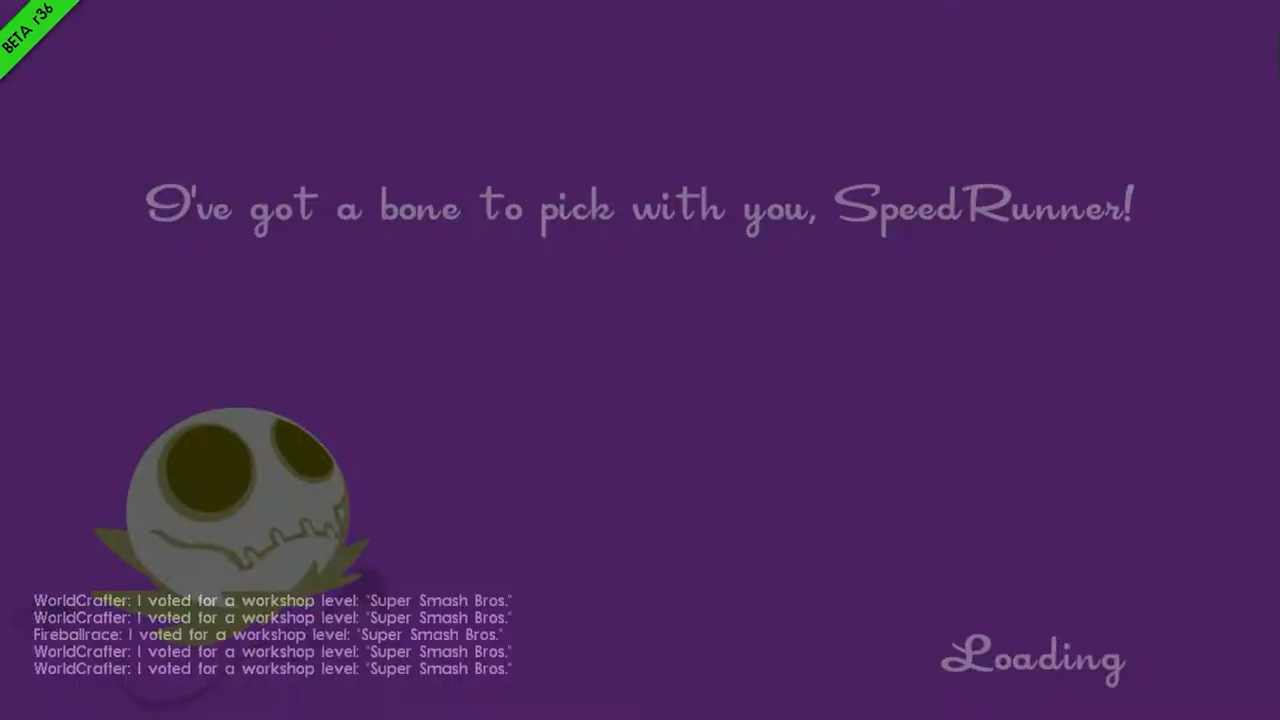 BETA r36
I've got a bone to pick with you, SpeedRunner!
WorldCrafter: I voted for a workshop level: "Super Smash Bros."
WorldCrafter: I voted for a workshop level: "Super Smash Bros."
Fireballrace: I voted for a workshop level: "Super Smash Bros."
WorldCrafter: I voted for a workshop level: "Super Smash Bros."
WorldCrafter: I voted for a workshop level: "Super Smash Bros."
Loading